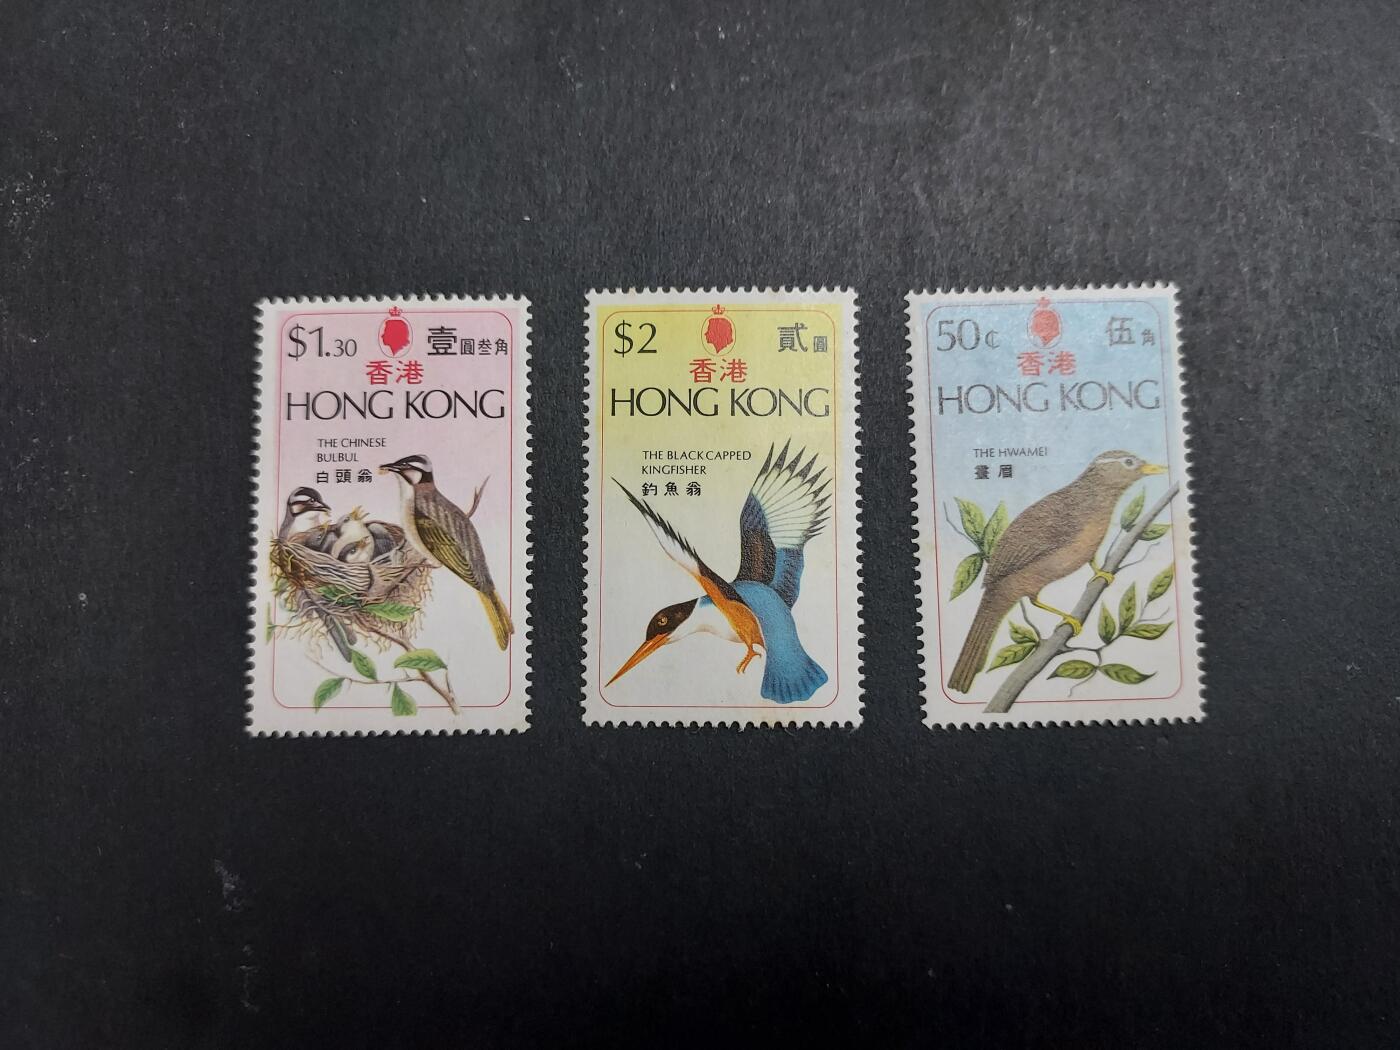 $1.30 壹圓叁角
香港
HONG KONG
THE CHINESE
BULBUL
白頭翁
$2 貳圓
香港
HONG KONG
THE BLACK CAPPED
KINGFISHER
釣魚翁
50¢ 伍角
香港
HONG KONG
THE HWAMEI
畫眉